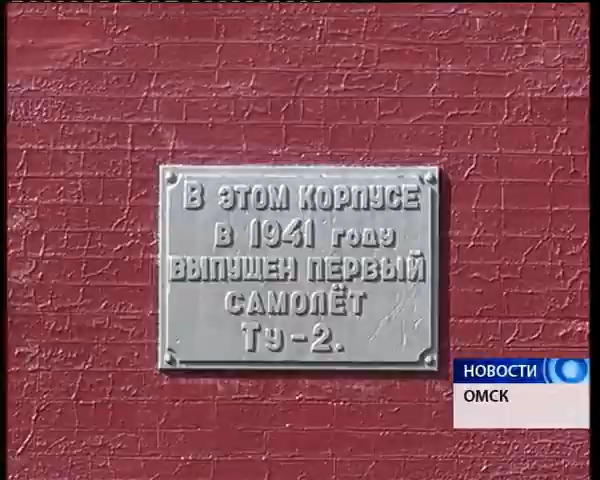 В ЭТОМ КОРПУСЕ
В 1941 году
ВЫПУЩЕН ПЕРВЫЙ
САМОЛЁТ
Ту-2.
НОВОСТИ
ОМСК